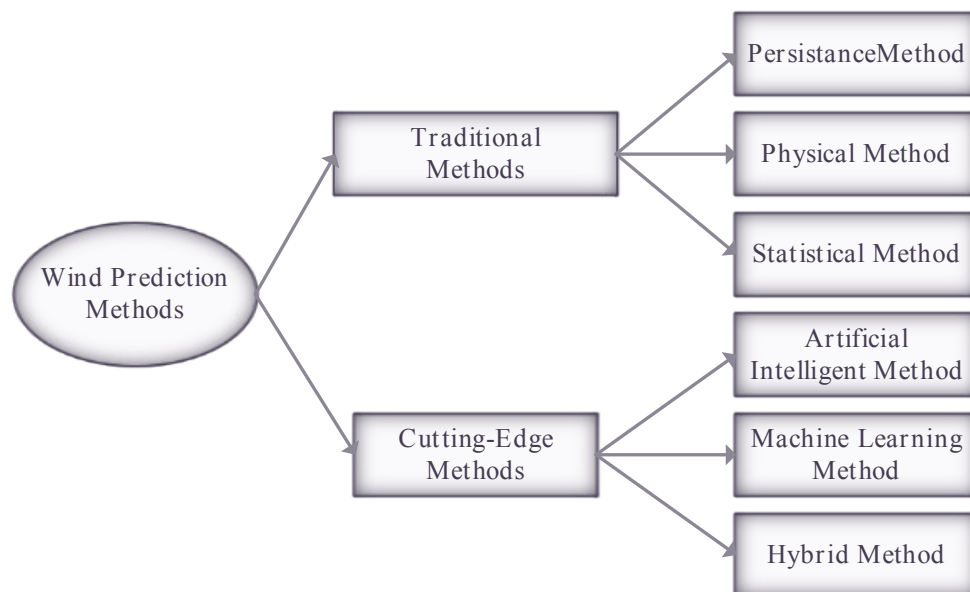 Wind Prediction
Methods
Traditional
Methods
PersistanceMethod
Physical Method
Statistical Method
Cutting-Edge
Methods
Artificial
Intelligent Method
Machine Learning
Method
Hybrid Method